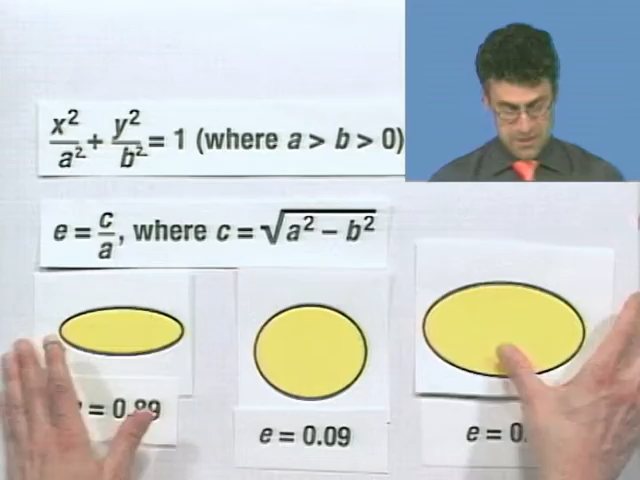 x²/a² + y²/b² = 1 (where a > b > 0)
e = c/a, where c = √(a² − b²)
= 0.89
e = 0.09
e = 0.